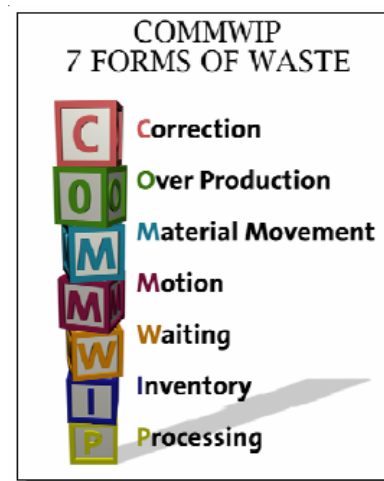 COMMWIP
7 FORMS OF WASTE
C Correction
O O Over Production
M Material Movement
M M Motion
W Waiting
I Inventory
P Processing